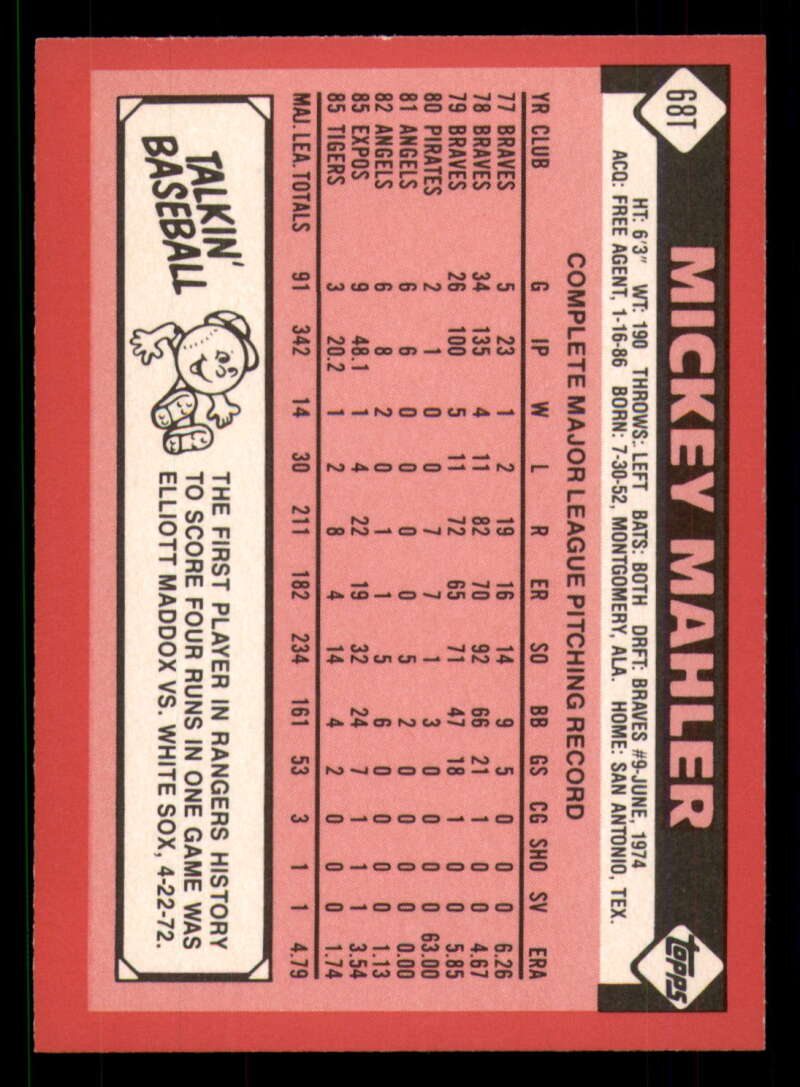 68T
MICKEY MAHLER
topps
HT: 6'3" WT: 190 THROWS: LEFT BATS: BOTH DRFT: BRAVES #9-JUNE, 1974
ACQ: FREE AGENT, 1-16-86 BORN: 7-30-52, MONTGOMERY, ALA. HOME: SAN ANTONIO, TEX.
COMPLETE MAJOR LEAGUE PITCHING RECORD
YR CLUB G IP W L R ER SO BB GS CG SHO SV ERA
77 BRAVES 5 23 1 2 19 16 14 9 5 0 0 0 6.26
78 BRAVES 34 135 4 11 82 70 92 66 21 1 0 0 4.67
79 BRAVES 26 100 5 11 72 65 71 47 18 1 0 0 5.85
80 PIRATES 2 1 0 0 7 7 1 3 0 0 0 0 63.00
81 ANGELS 6 6 0 0 0 0 5 2 0 0 0 0 0.00
82 ANGELS 6 8 2 0 1 1 5 6 0 0 0 0 1.13
85 EXPOS 9 48.1 1 4 22 19 32 24 7 1 1 1 3.54
85 TIGERS 3 20.2 1 2 8 4 14 4 2 0 0 0 1.74
MAJ. LEA. TOTALS 91 342 14 30 211 182 234 161 53 3 1 1 4.79
TALKIN'
BASEBALL
THE FIRST PLAYER IN RANGERS HISTORY
TO SCORE FOUR RUNS IN ONE GAME WAS
ELLIOTT MADDOX VS. WHITE SOX, 4-22-72.